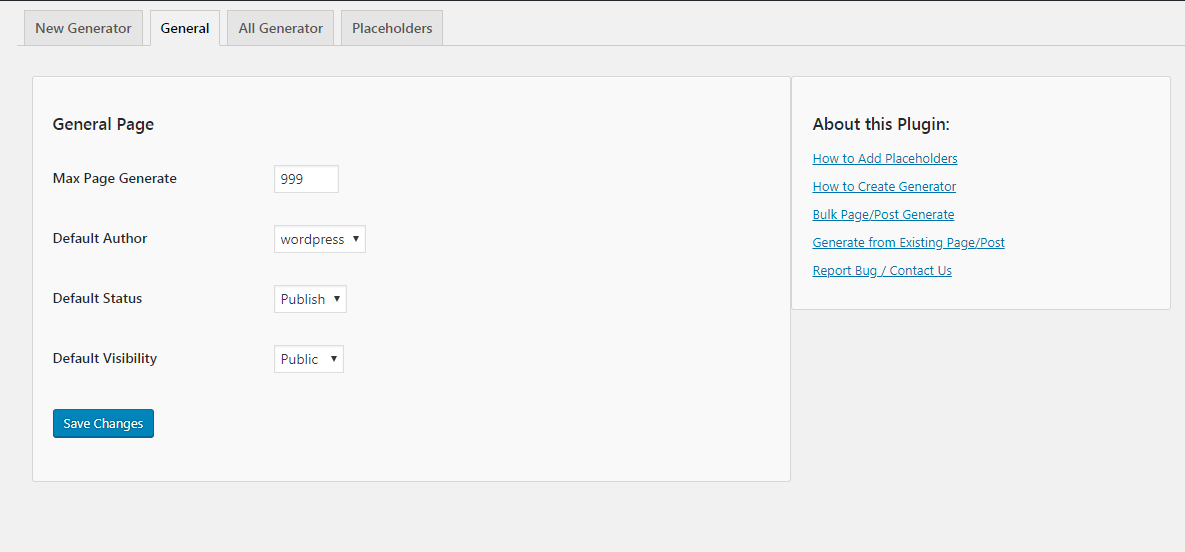 New Generator
General
All Generator
Placeholders
General Page
Max Page Generate
999
Default Author
wordpress
Default Status
Publish
Default Visibility
Public
Save Changes
About this Plugin:
How to Add Placeholders
How to Create Generator
Bulk Page/Post Generate
Generate from Existing Page/Post
Report Bug / Contact Us